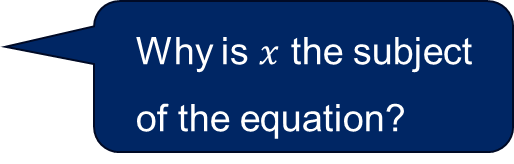 Why is 𝑥 the subject
of the equation?